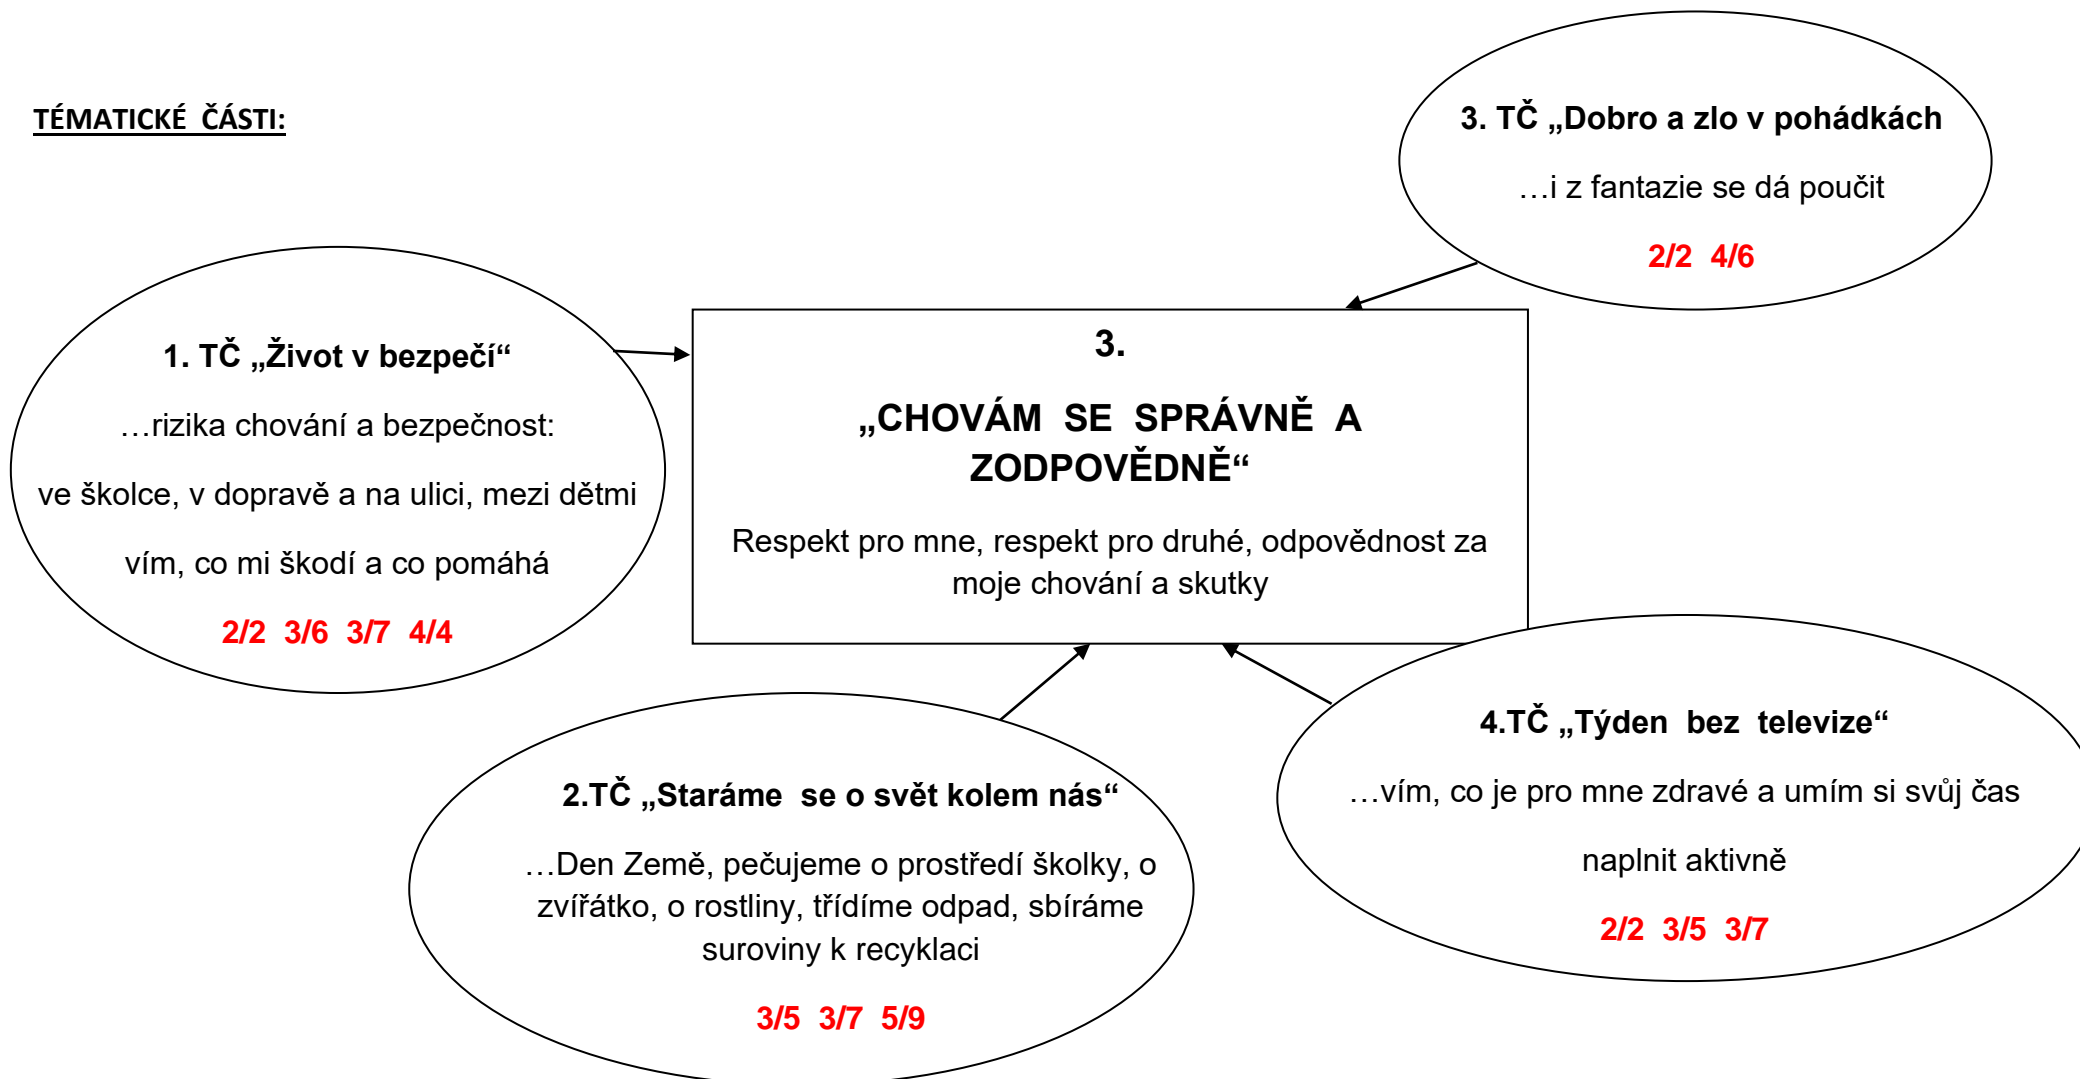 TÉMATICKÉ ČÁSTI:
3. TČ „Dobro a zlo v pohádkách
…i z fantazie se dá poučit
2/2 4/6
1. TČ „Život v bezpečí“
…rizika chování a bezpečnost:
ve školce, v dopravě a na ulici, mezi dětmi
vím, co mi škodí a co pomáhá
2/2 3/6 3/7 4/4
3.
„CHOVÁM SE SPRÁVNĚ A
ZODPOVĚDNĚ“
Respekt pro mne, respekt pro druhé, odpovědnost za
moje chování a skutky
2.TČ „Staráme se o svět kolem nás“
…Den Země, pečujeme o prostředí školky, o
zvířátko, o rostliny, třídíme odpad, sbíráme
suroviny k recyklaci
3/5 3/7 5/9
4.TČ „Týden bez televize“
…vím, co je pro mne zdravé a umím si svůj čas
naplnit aktivně
2/2 3/5 3/7